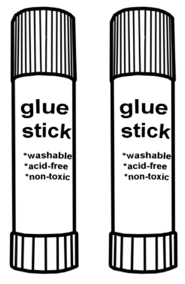 glue
stick
*washable
*acid-free
*non-toxic
glue
stick
*washable
*acid-free
*non-toxic